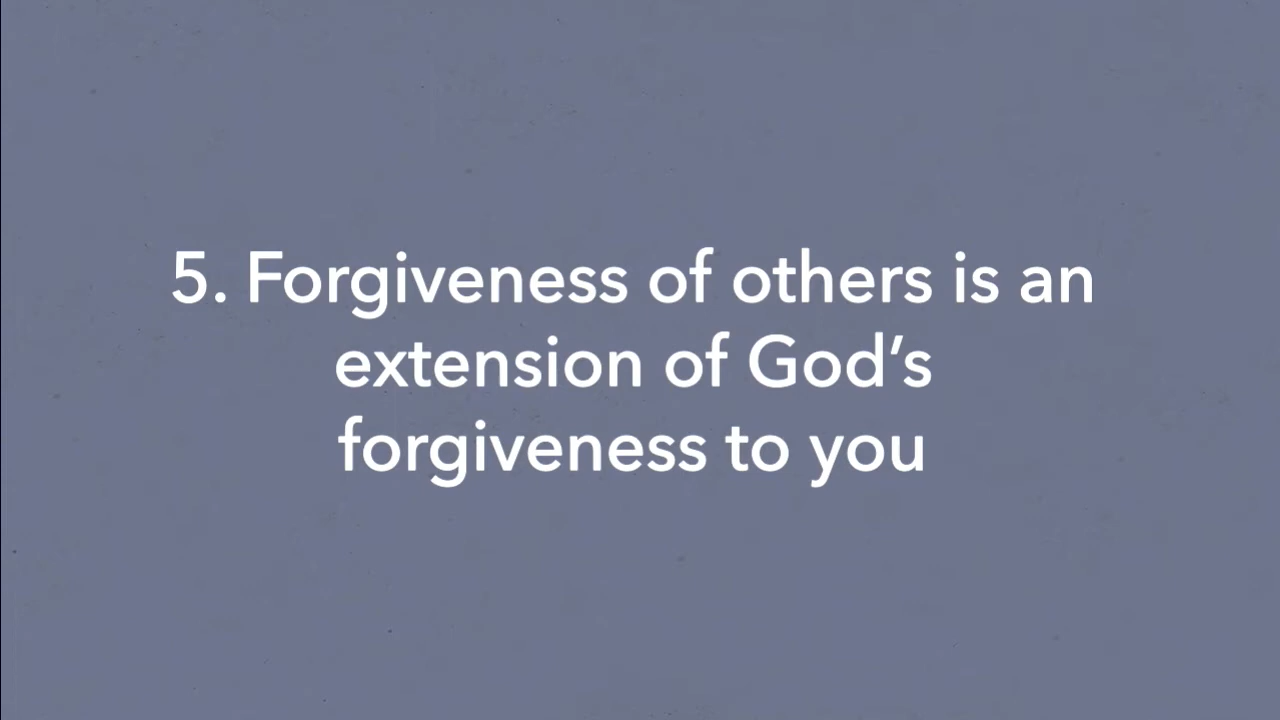 5. Forgiveness of others is an
extension of God’s
forgiveness to you